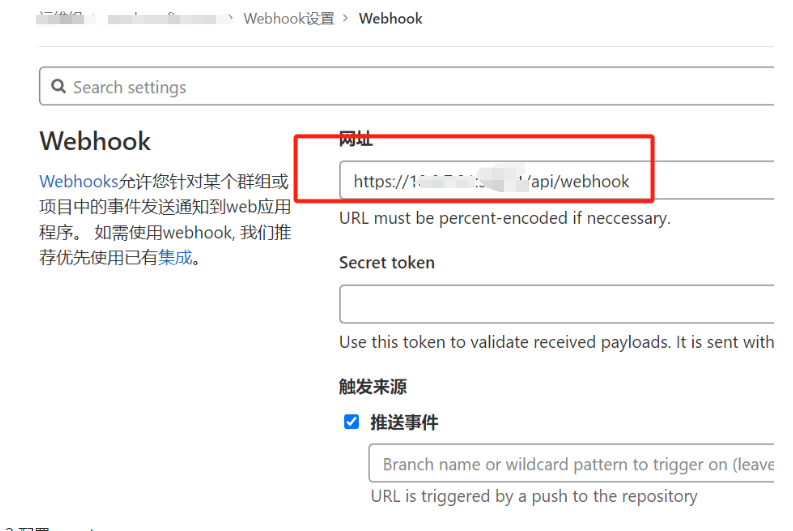 Webhook设置 › Webhook
Search settings
Webhook
Webhooks允许您针对某个群组或
项目中的事件发送通知到web应用
程序。 如需使用webhook, 我们推
荐优先使用已有集成。
网址
https://1 /api/webhook
URL must be percent-encoded if neccessary.
Secret token
Use this token to validate received payloads. It is sent with
触发来源
推送事件
Branch name or wildcard pattern to trigger on (leave
URL is triggered by a push to the repository